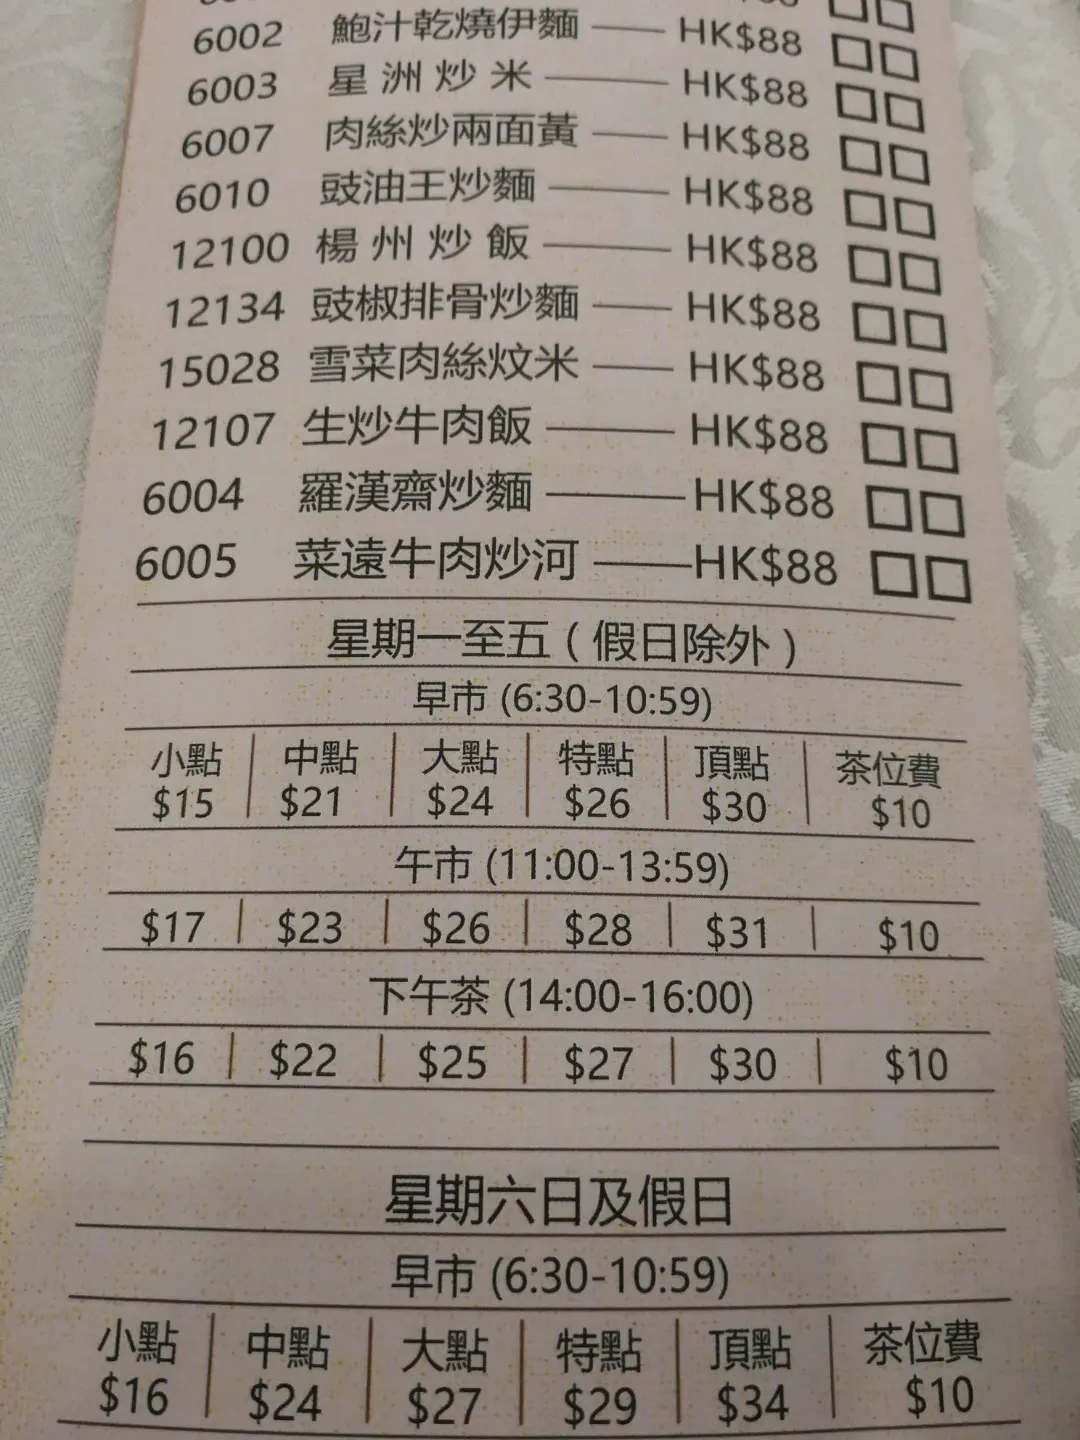 6002 鮑汁乾燒伊麵 HK$88 □□
6003 星洲炒米 HK$88 □□
6007 肉絲炒兩面黃 HK$88 □□
6010 豉油王炒麵 HK$88 □□
12100 楊州炒飯 HK$88 □□
12134 豉椒排骨炒麵 HK$88 □□
15028 雪菜肉絲炆米 HK$88 □□
12107 生炒牛肉飯 HK$88 □□
6004 羅漢齋炒麵 HK$88 □□
6005 菜遠牛肉炒河 HK$88 □□
星期一至五 ( 假日除外 )
早市 (6:30-10:59)
小點 中點 大點 特點 頂點 茶位費
$15 $21 $24 $26 $30 $10
午市 (11:00-13:59)
$17 $23 $26 $28 $31 $10
下午茶 (14:00-16:00)
$16 $22 $25 $27 $30 $10
星期六日及假日
早市 (6:30-10:59)
小點 中點 大點 特點 頂點 茶位費
$16 $24 $27 $29 $34 $10